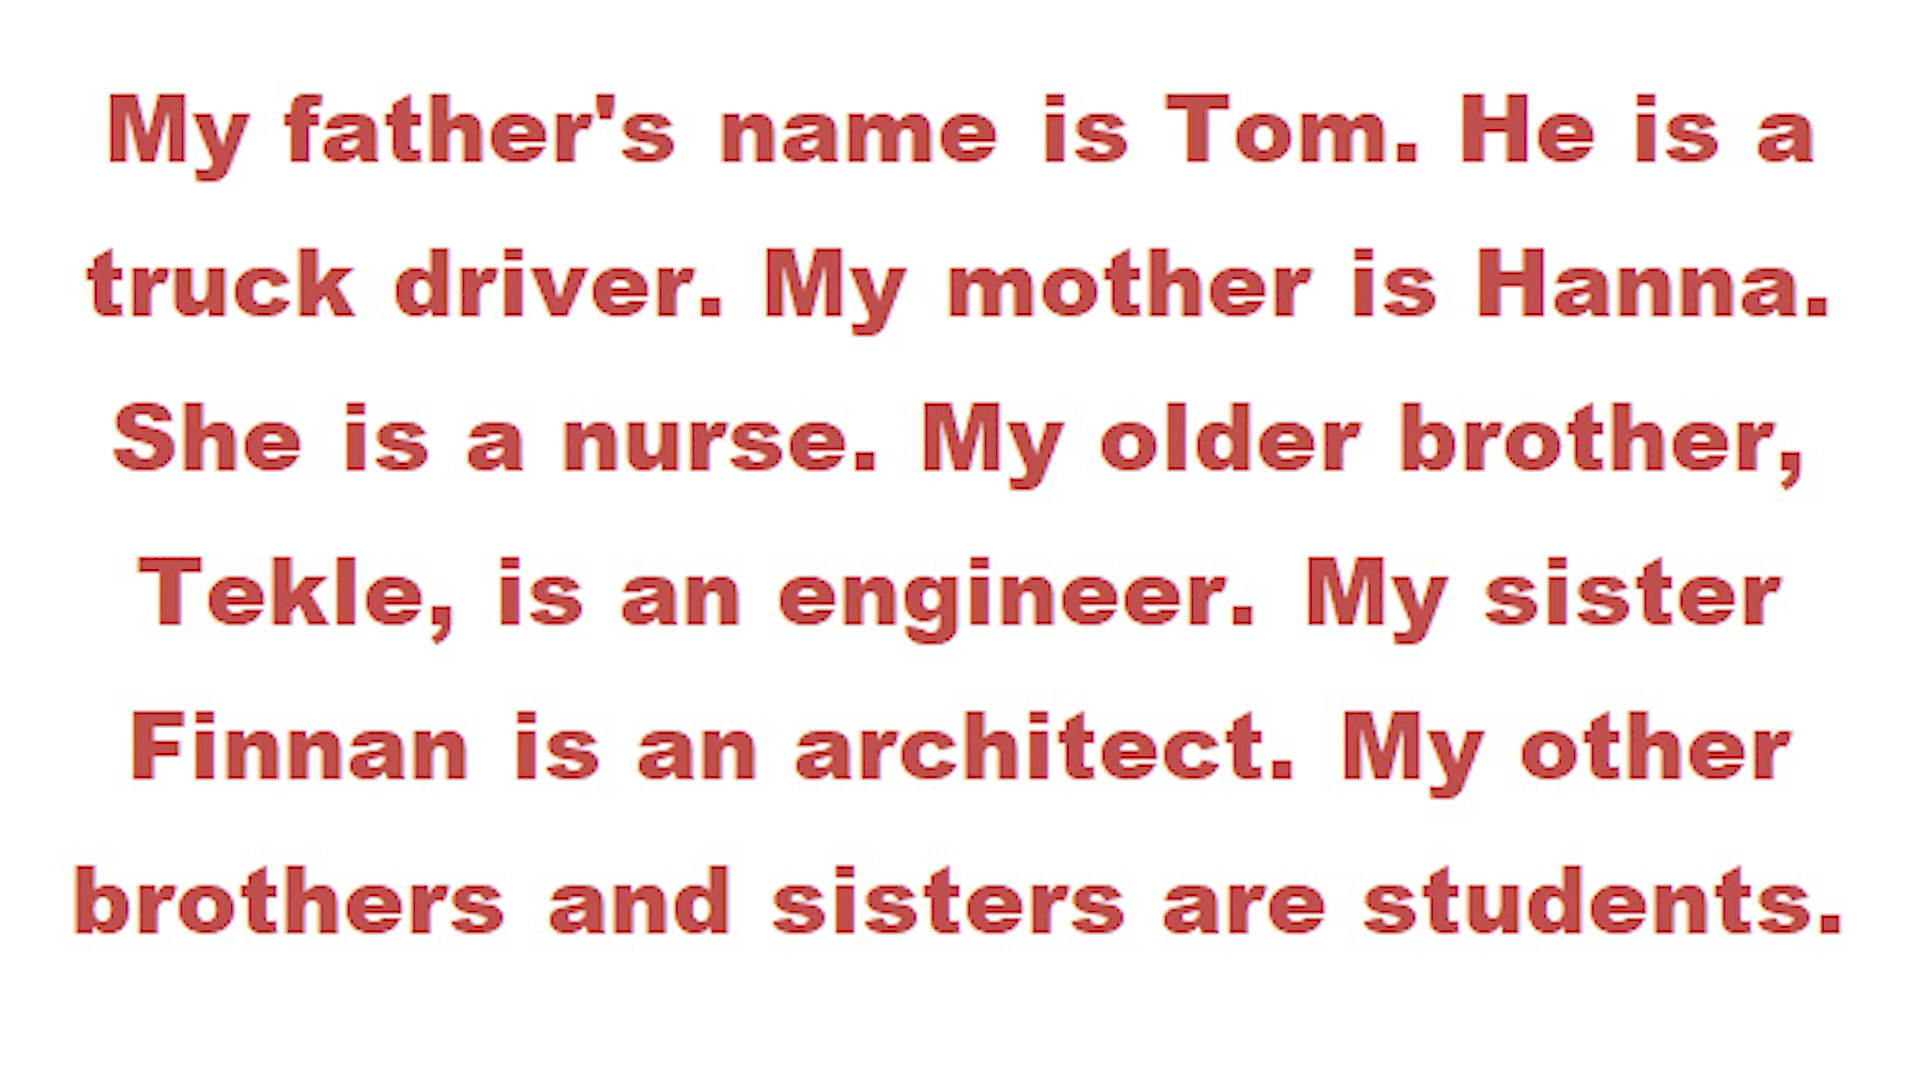 My father's name is Tom. He is a
truck driver. My mother is Hanna.
She is a nurse. My older brother,
Tekle, is an engineer. My sister
Finnan is an architect. My other
brothers and sisters are students.